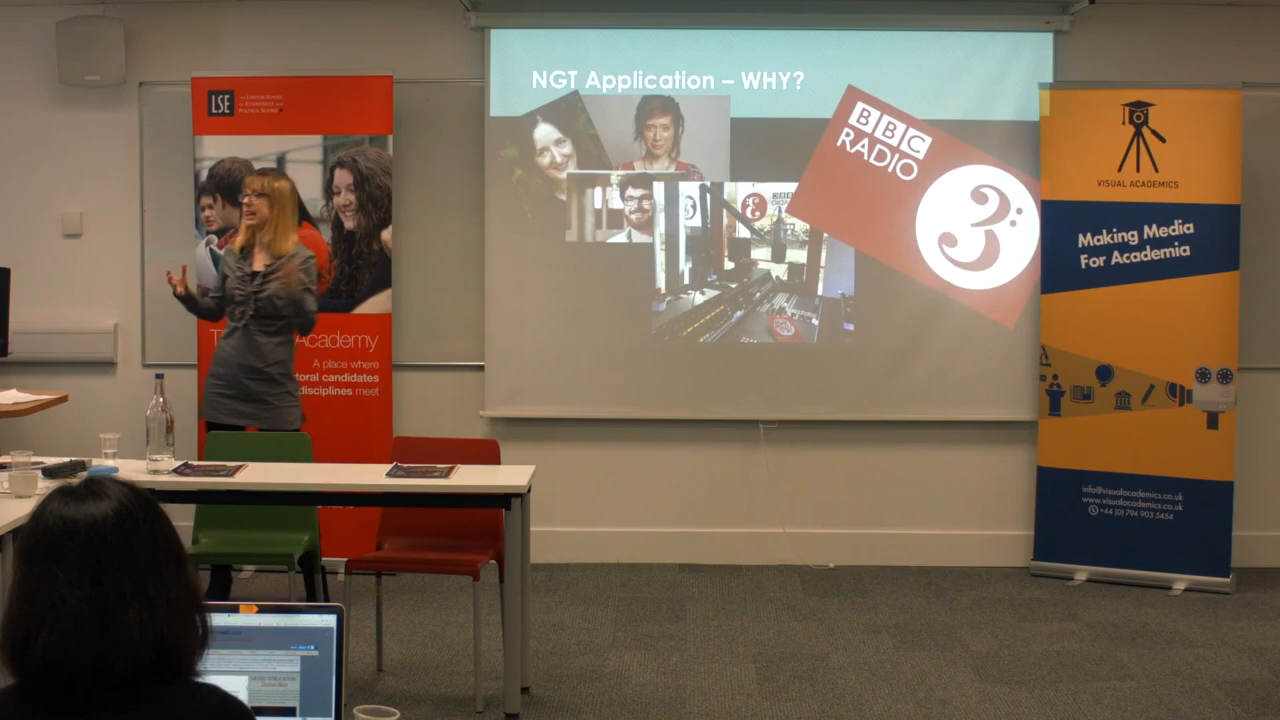 LSE
THE LONDON SCHOOL
OF ECONOMICS AND
POLITICAL SCIENCE
Academy
A place where
toral candidates
disciplines meet
NGT Application – WHY?
BBC
RADIO
3
VISUAL ACADEMICS
Making Media
For Academia
info@visualacademics.co.uk
www.visualacademics.co.uk
+44 (0) 794 903 5454